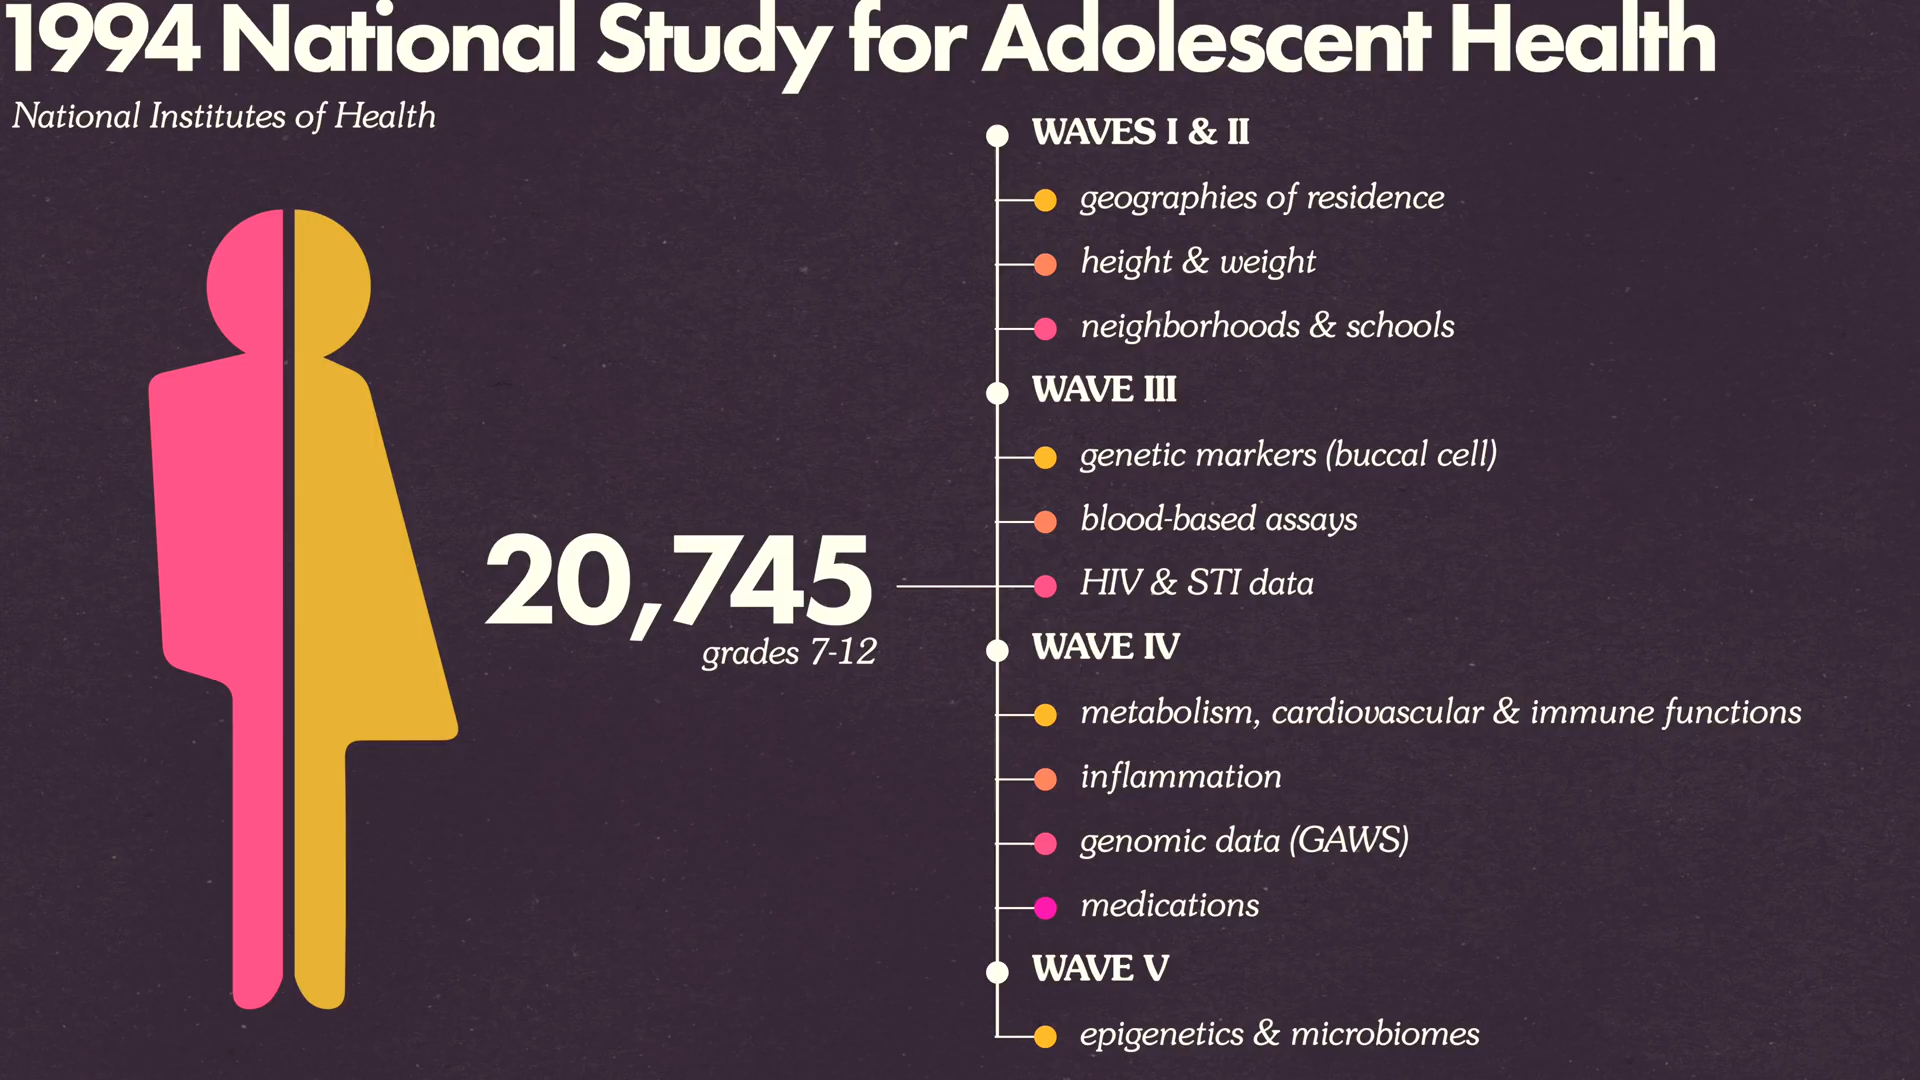 1994 National Study for Adolescent Health
National Institutes of Health
20,745
grades 7-12
WAVES I & II
geographies of residence
height & weight
neighborhoods & schools
WAVE III
genetic markers (buccal cell)
blood-based assays
HIV & STI data
WAVE IV
metabolism, cardiovascular & immune functions
inflammation
genomic data (GAWS)
medications
WAVE V
epigenetics & microbiomes